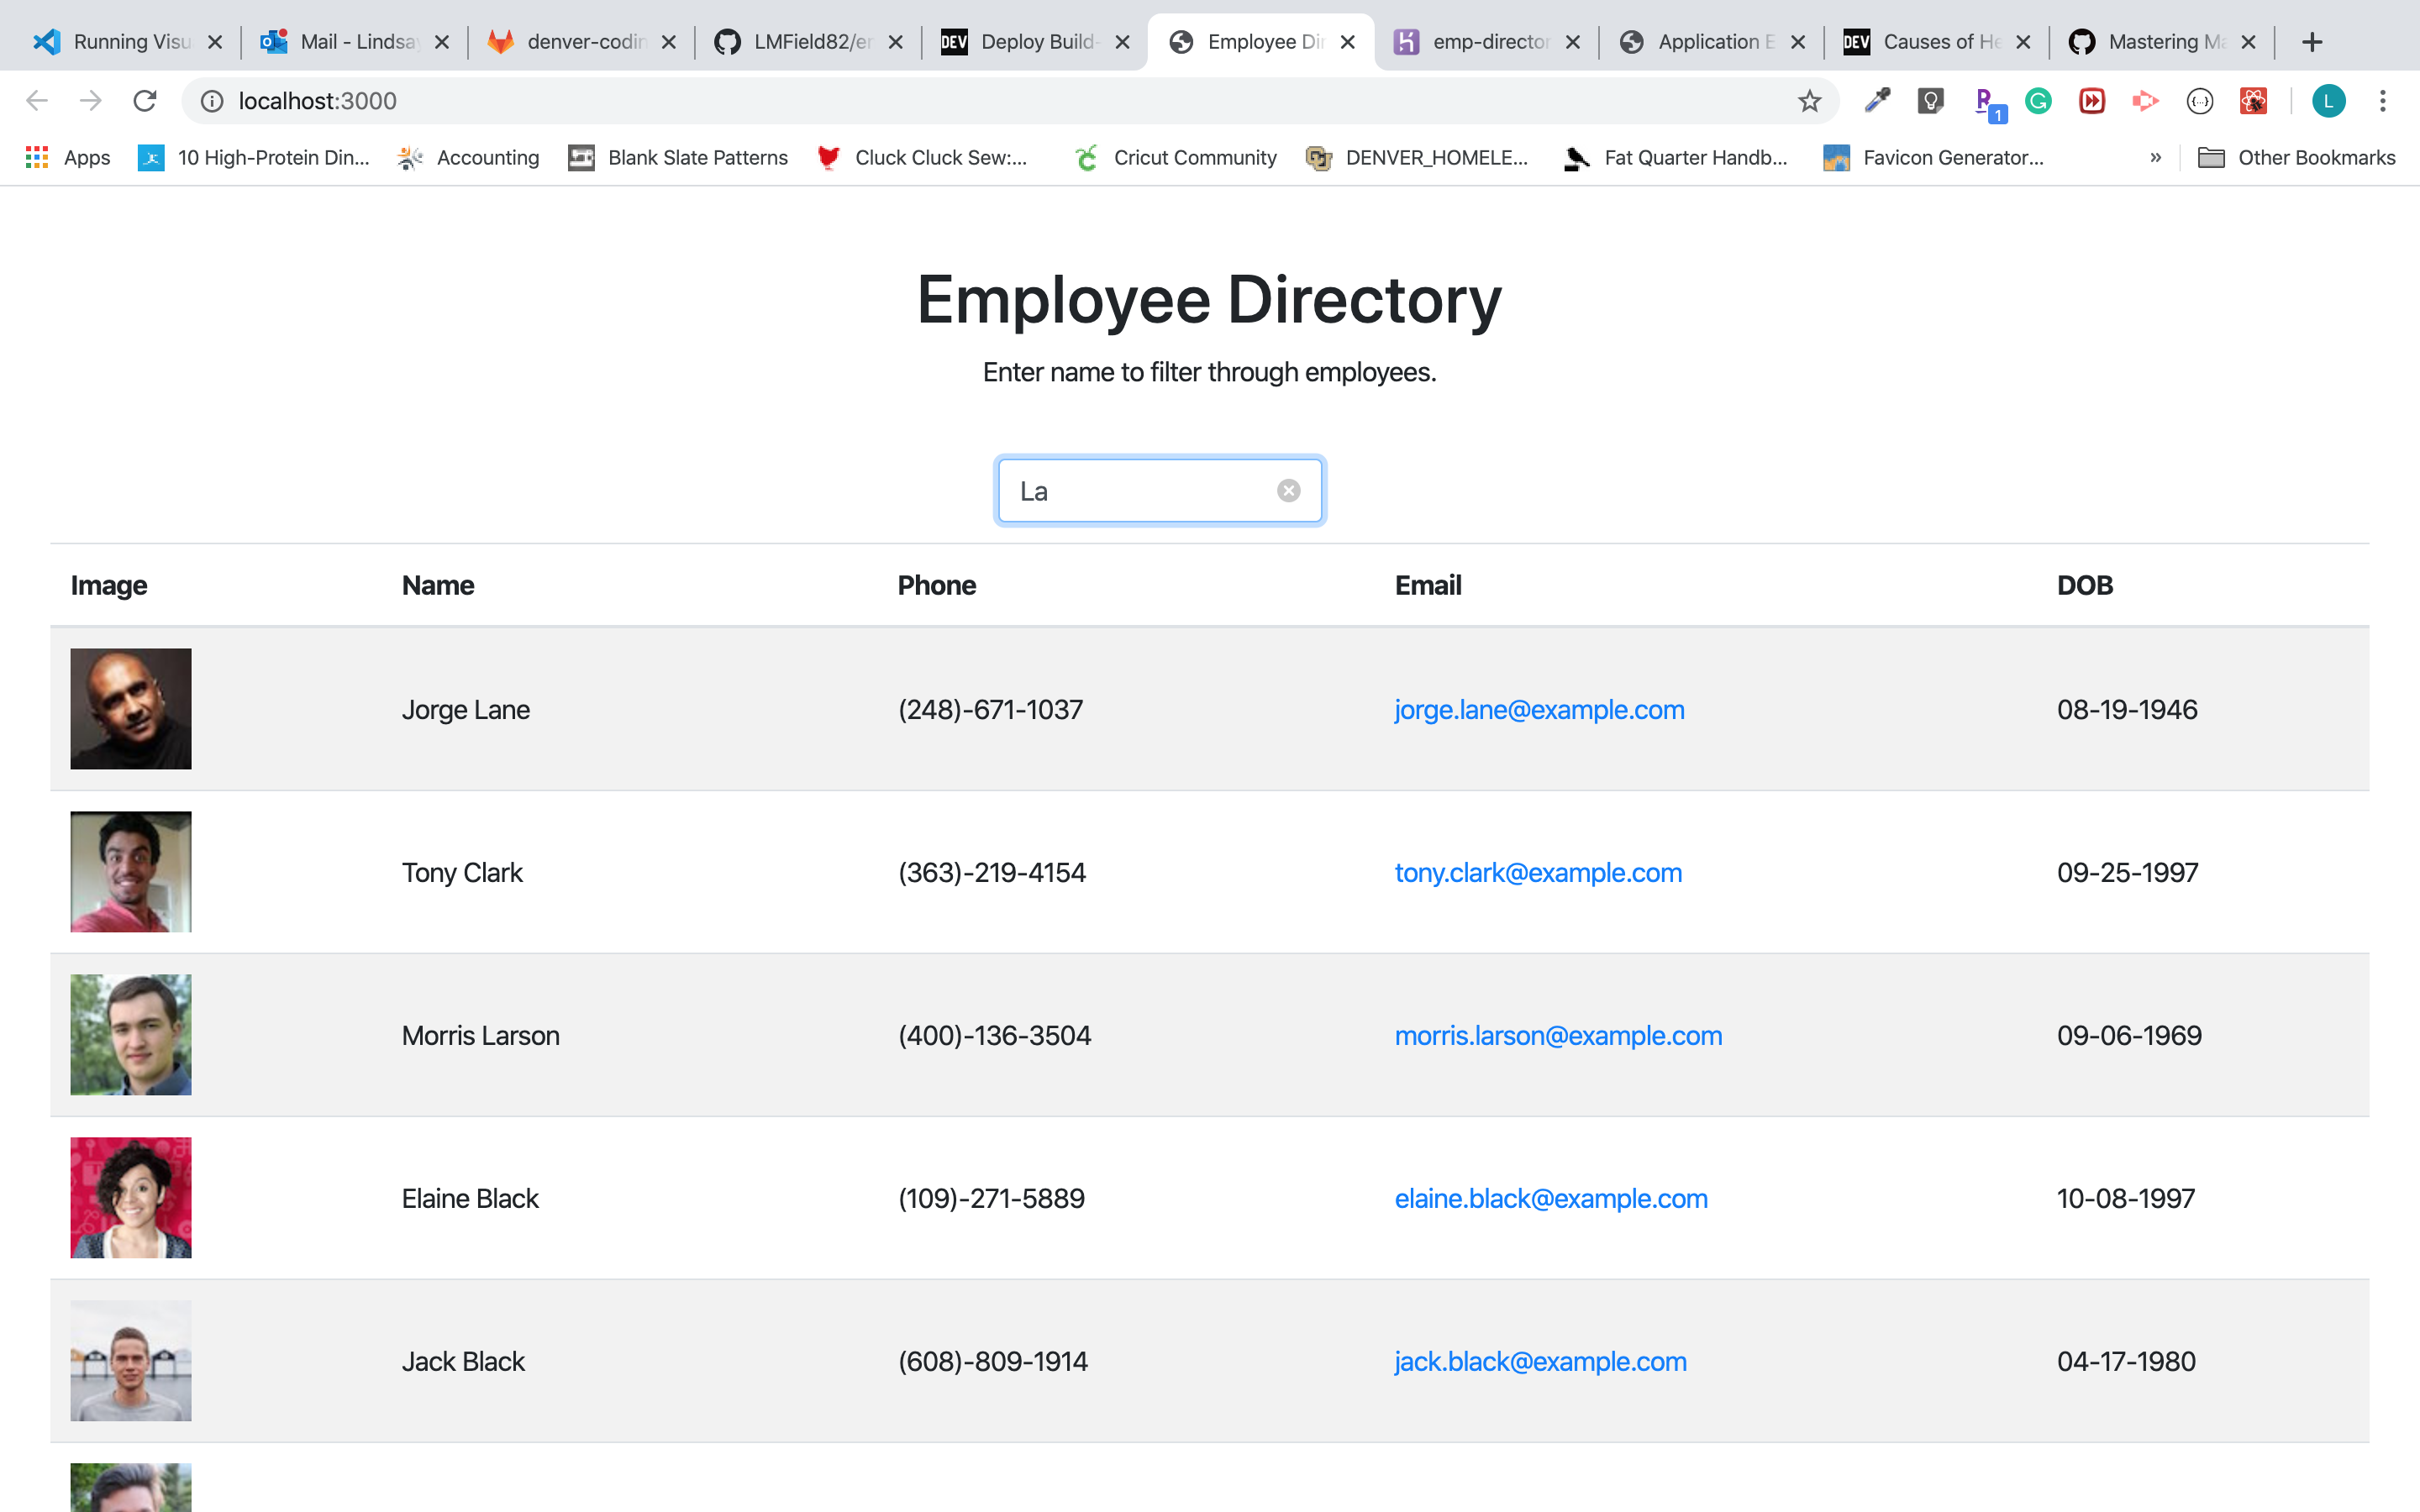 Running Visu Mail - Lindsay denver-codin LMField82/en Deploy Build- Employee Dir emp-director Application E Causes of He Mastering Ma
localhost:3000
Apps 10 High-Protein Din... Accounting Blank Slate Patterns Cluck Cluck Sew:... Cricut Community DENVER_HOMELE... Fat Quarter Handb... Favicon Generator... » Other Bookmarks
Employee Directory
Enter name to filter through employees.
La
Image Name Phone Email DOB
Jorge Lane (248)-671-1037 jorge.lane@example.com 08-19-1946
Tony Clark (363)-219-4154 tony.clark@example.com 09-25-1997
Morris Larson (400)-136-3504 morris.larson@example.com 09-06-1969
Elaine Black (109)-271-5889 elaine.black@example.com 10-08-1997
Jack Black (608)-809-1914 jack.black@example.com 04-17-1980